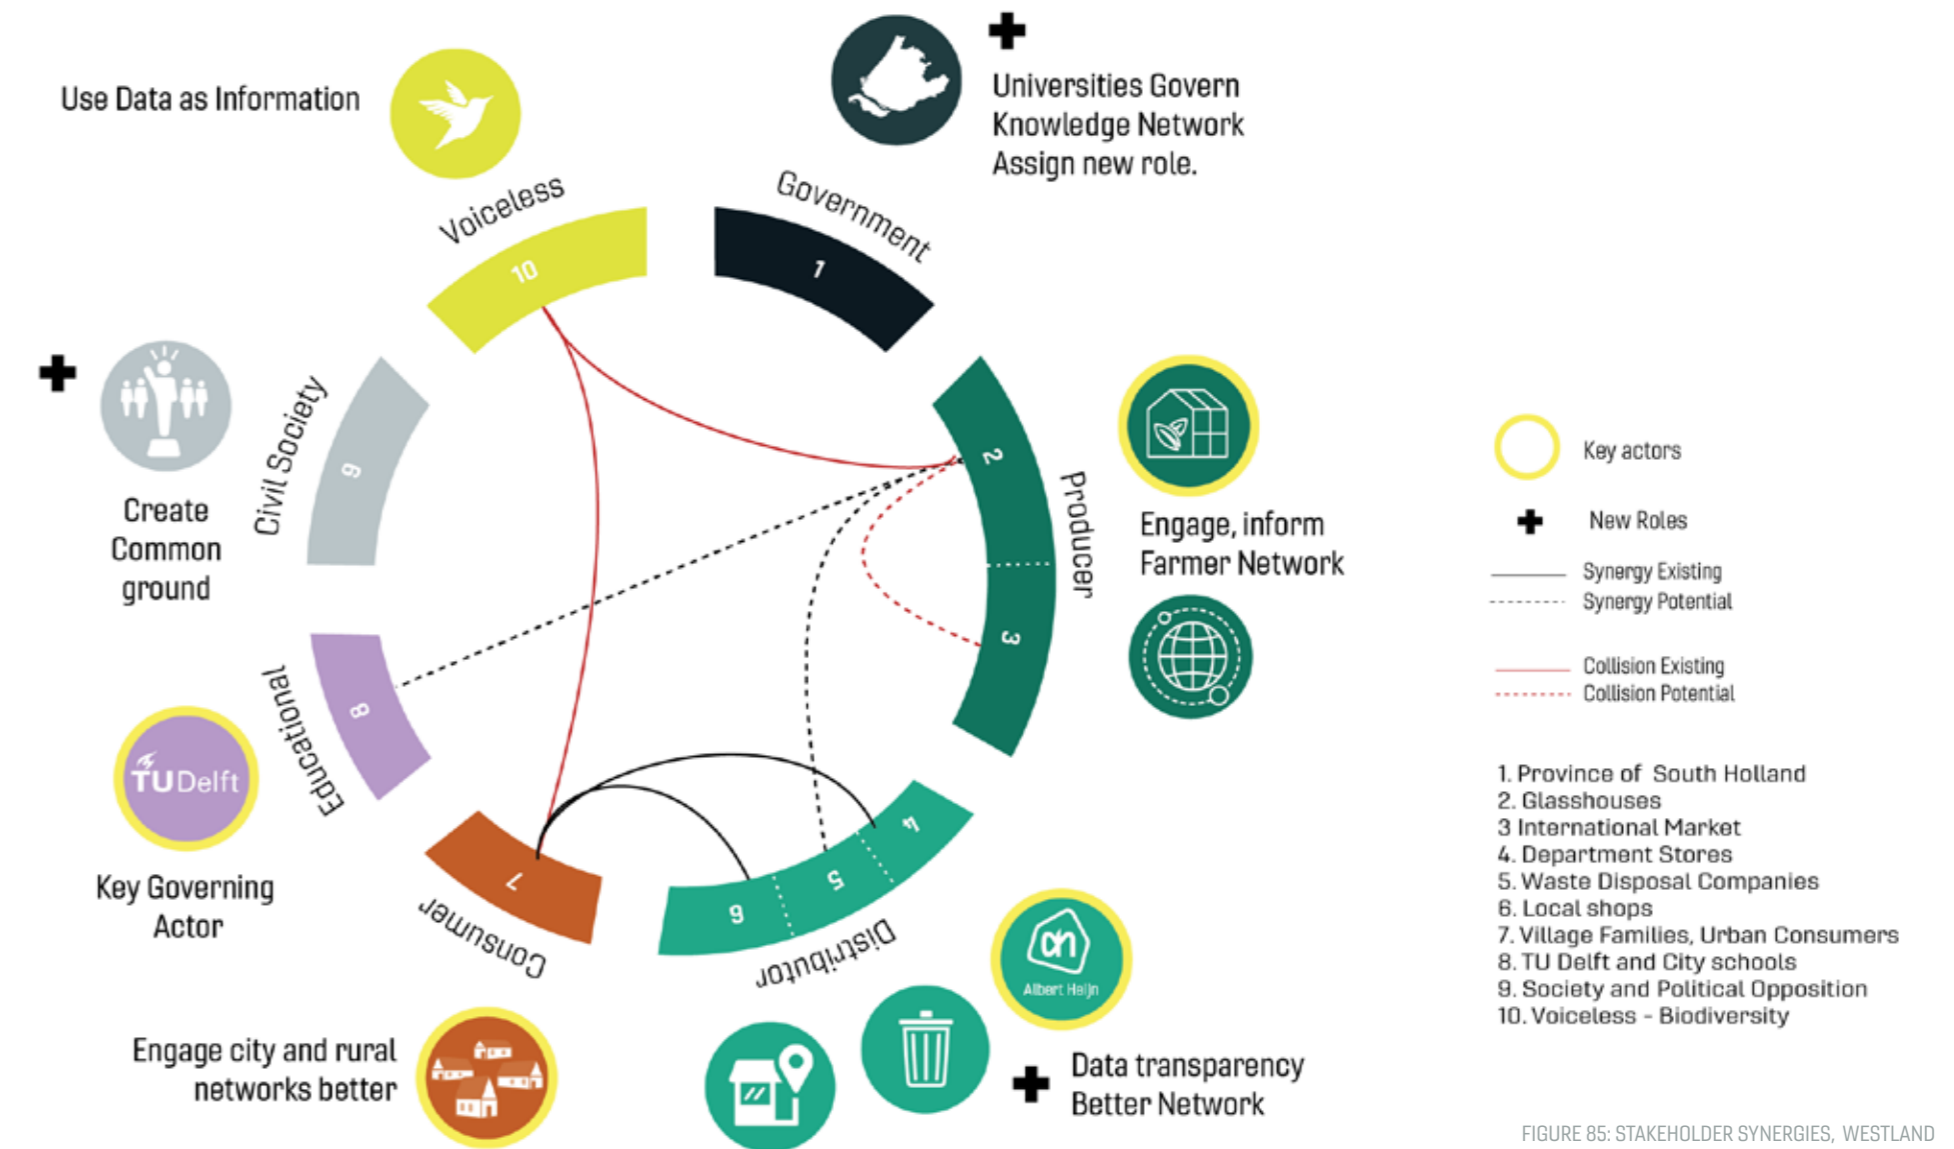 Use Data as Information
Universities Govern
Knowledge Network
Assign new role.
Voiceless
Government
10
1
Civil Society
9
Create
Common
ground
2
Producer
3
Engage, inform
Farmer Network
Educational
8
TUDelft
Key Governing
Actor
Consumer
7
Engage city and rural
networks better
Distributor
6
5
4
Albert Heijn
Data transparency
Better Network
Key actors
New Roles
Synergy Existing
Synergy Potential
Collision Existing
Collision Potential
1. Province of South Holland
2. Glasshouses
3 International Market
4. Department Stores
5. Waste Disposal Companies
6. Local shops
7. Village Families, Urban Consumers
8. TU Delft and City schools
9. Society and Political Opposition
10. Voiceless - Biodiversity
FIGURE 85: STAKEHOLDER SYNERGIES, WESTLAND